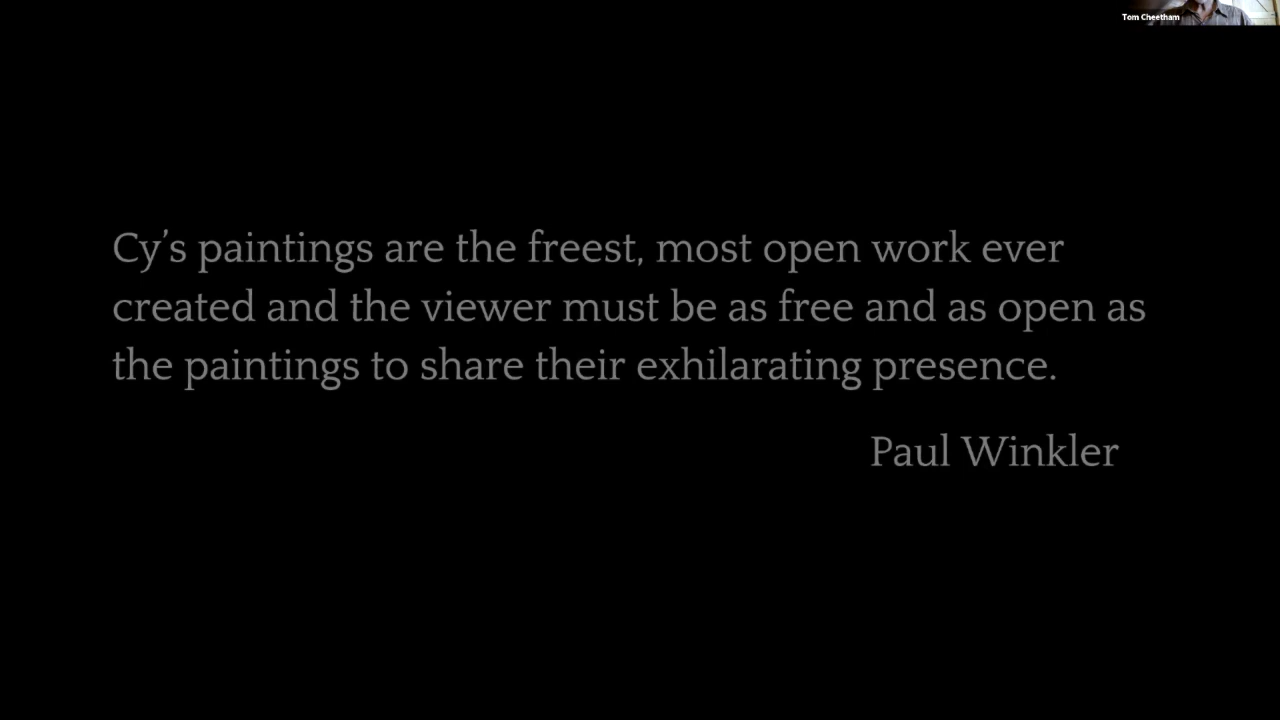 Tom Cheetham
Cy’s paintings are the freest, most open work ever
created and the viewer must be as free and as open as
the paintings to share their exhilarating presence.
Paul Winkler